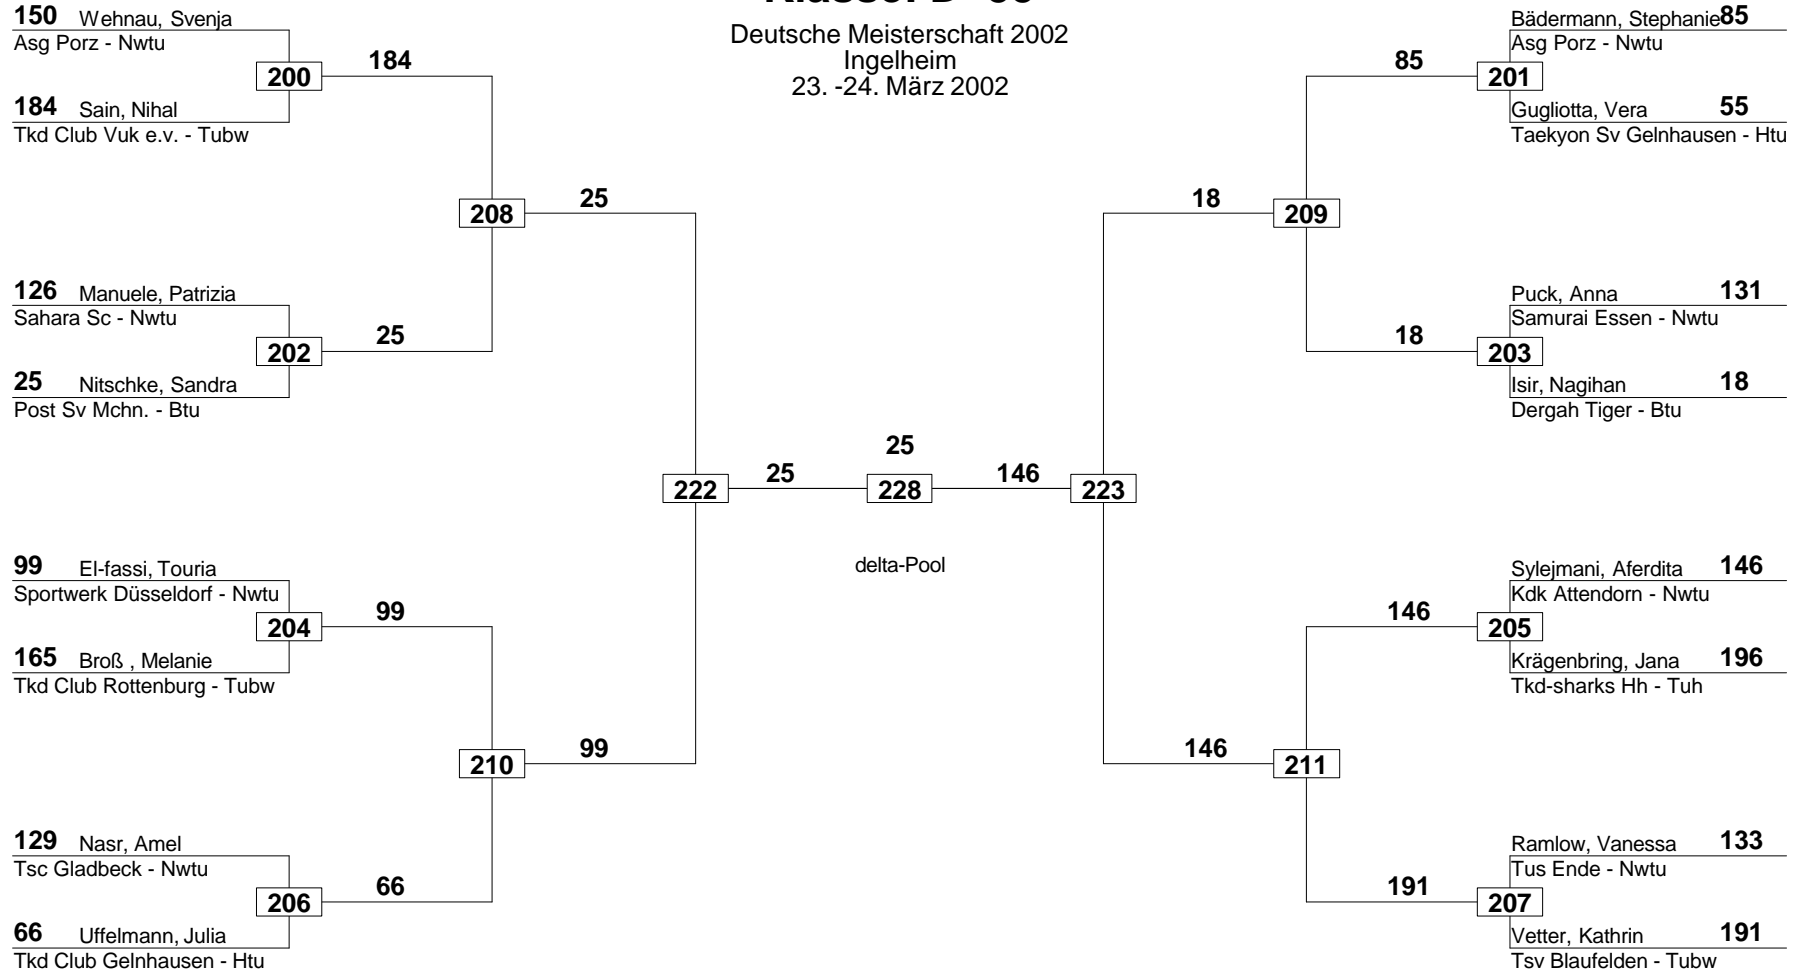 Deutsche Meisterschaft 2002
Ingelheim
23. -24. März 2002
150 Wehnau, Svenja
Asg Porz - Nwtu
200
184
184 Sain, Nihal
Tkd Club Vuk e.v. - Tubw
208
25
126 Manuele, Patrizia
Sahara Sc - Nwtu
202
25
25 Nitschke, Sandra
Post Sv Mchn. - Btu
222
25
99 El-fassi, Touria
Sportwerk Düsseldorf - Nwtu
204
99
165 Broß , Melanie
Tkd Club Rottenburg - Tubw
210
99
129 Nasr, Amel
Tsc Gladbeck - Nwtu
206
66
66 Uffelmann, Julia
Tkd Club Gelnhausen - Htu
25
228
delta-Pool
146
223
Bädermann, Stephanie 85
Asg Porz - Nwtu
85
201
Gugliotta, Vera 55
Taekyon Sv Gelnhausen - Htu
18
209
Puck, Anna 131
Samurai Essen - Nwtu
18
203
Isir, Nagihan 18
Dergah Tiger - Btu
Sylejmani, Aferdita 146
Kdk Attendorn - Nwtu
146
205
Krägenbring, Jana 196
Tkd-sharks Hh - Tuh
146
211
Ramlow, Vanessa 133
Tus Ende - Nwtu
191
207
Vetter, Kathrin 191
Tsv Blaufelden - Tubw